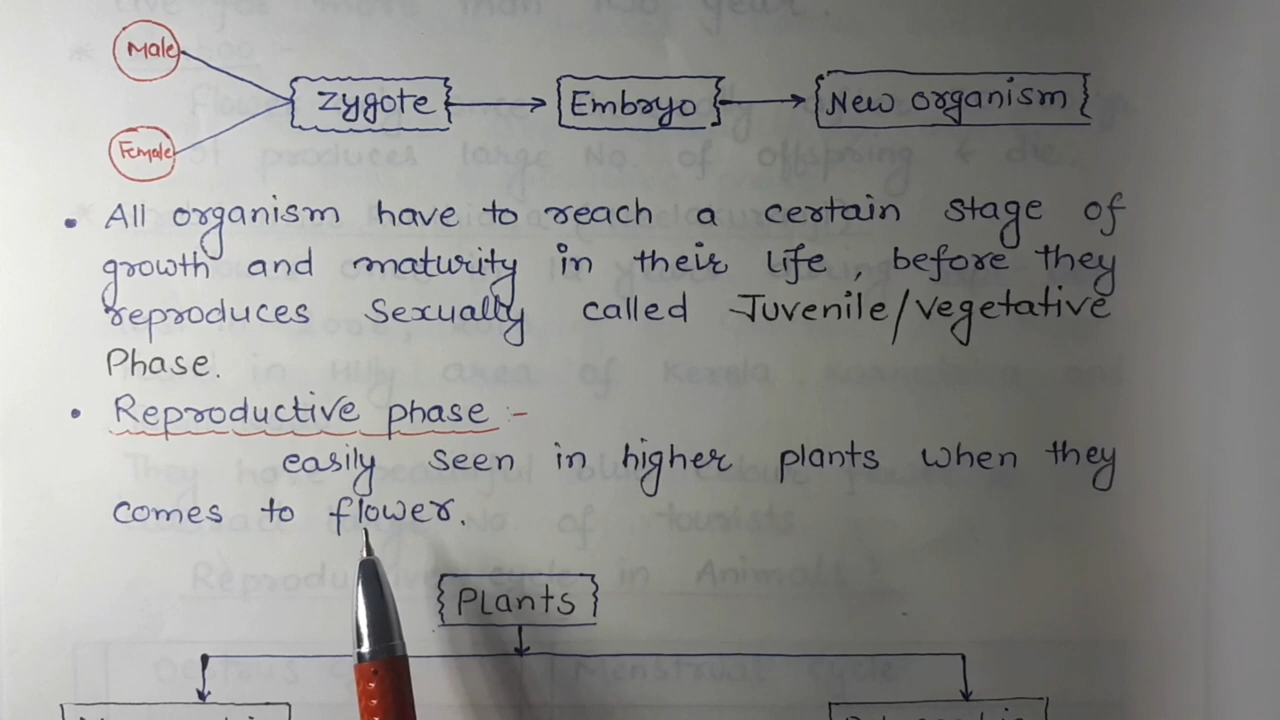 Male
Female
Zygote
Embryo
New organism
• All organism have to reach a certain stage of
growth and maturity in their life, before they
reproduces sexually called Juvenile/vegetative
Phase.
• Reproductive phase :-
easily seen in higher plants when they
comes to flower.
Plants